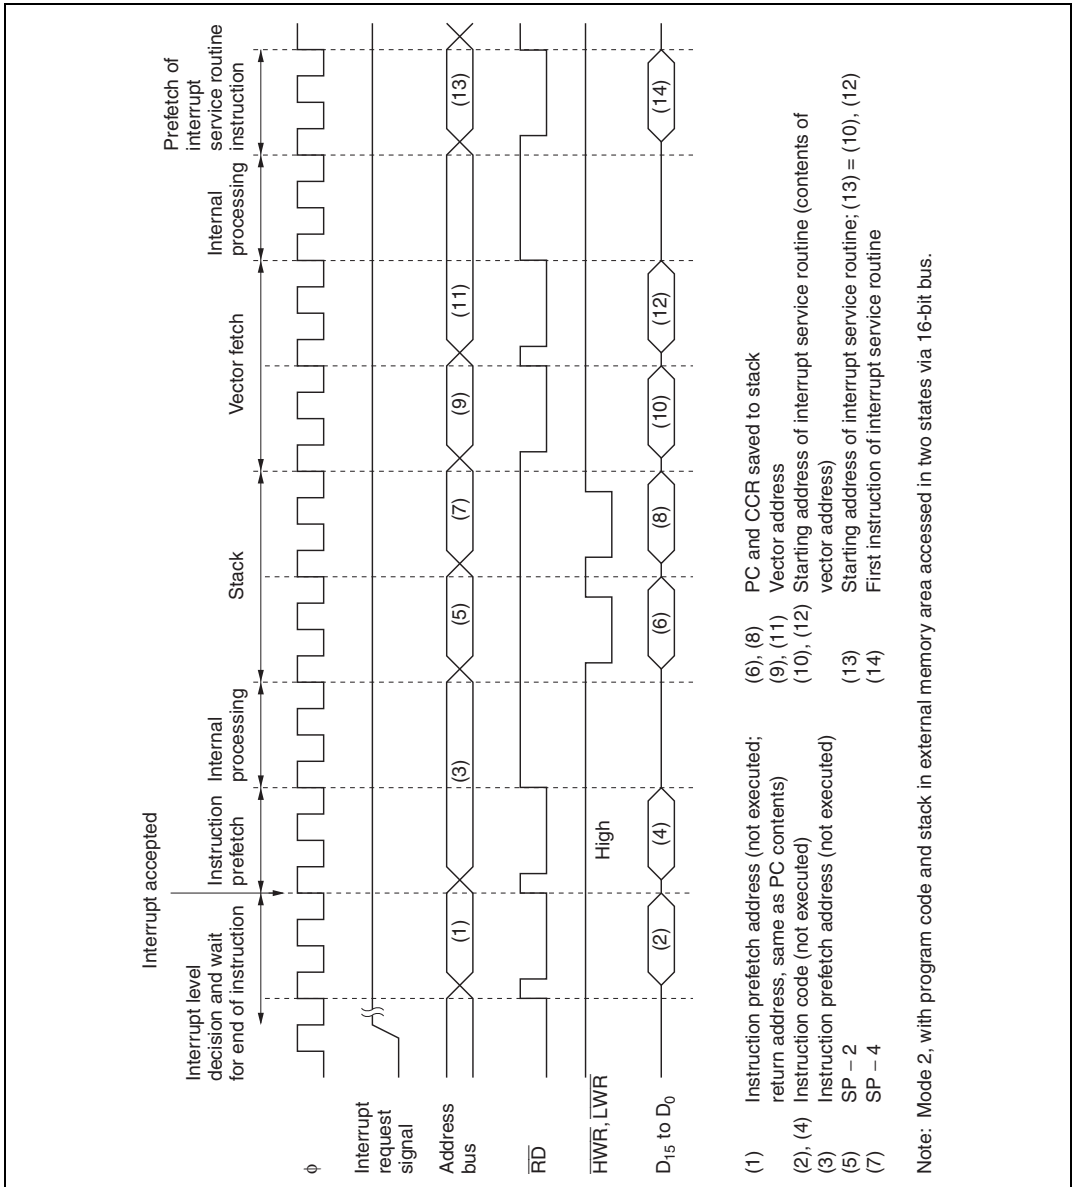 Interrupt accepted
Interrupt level
decision and wait
for end of instruction
Instruction
prefetch
Internal
processing
Stack
Vector fetch
Internal
processing
Prefetch of
interrupt
service routine
instruction
ϕ
Interrupt
request
signal
Address
bus
(1)
(3)
(5)
(7)
(9)
(11)
(13)
RD
HWR, LWR
High
D15 to D0
(2)
(4)
(6)
(8)
(10)
(12)
(14)
(1) Instruction prefetch address (not executed;
return address, same as PC contents)
(2), (4) Instruction code (not executed)
(3) Instruction prefetch address (not executed)
(5) SP – 2
(7) SP – 4
(6), (8) PC and CCR saved to stack
(9), (11) Vector address
(10), (12) Starting address of interrupt service routine (contents of
vector address)
(13) Starting address of interrupt service routine; (13) = (10), (12)
(14) First instruction of interrupt service routine
Note: Mode 2, with program code and stack in external memory area accessed in two states via 16-bit bus.